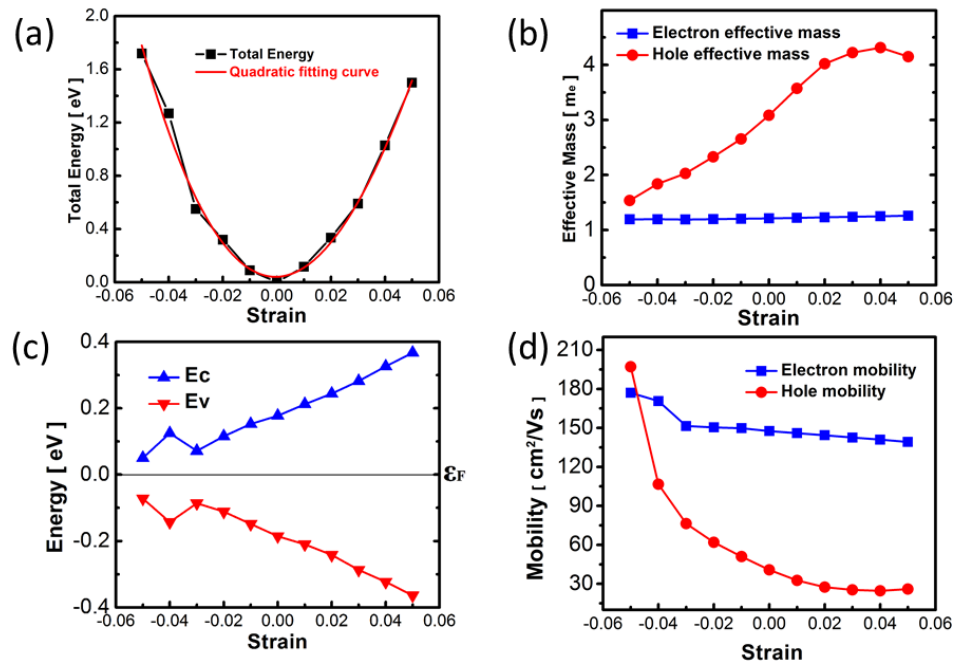 (a)
Total Energy
Quadratic fitting curve
Total Energy [ eV ]
2.0
1.6
1.2
0.8
0.4
0.0
-0.06 -0.04 -0.02 0.00 0.02 0.04 0.06
Strain
(b)
Electron effective mass
Hole effective mass
Effective Mass [ me ]
4
3
2
1
0
-0.06 -0.04 -0.02 0.00 0.02 0.04 0.06
Strain
(c)
Ec
Ev
Energy [ eV ]
0.4
0.2
0.0
-0.2
-0.4
εF
-0.06 -0.04 -0.02 0.00 0.02 0.04 0.06
Strain
(d)
Electron mobility
Hole mobility
Mobility [ cm²/Vs ]
210
180
150
120
90
60
30
-0.06 -0.04 -0.02 0.00 0.02 0.04 0.06
Strain